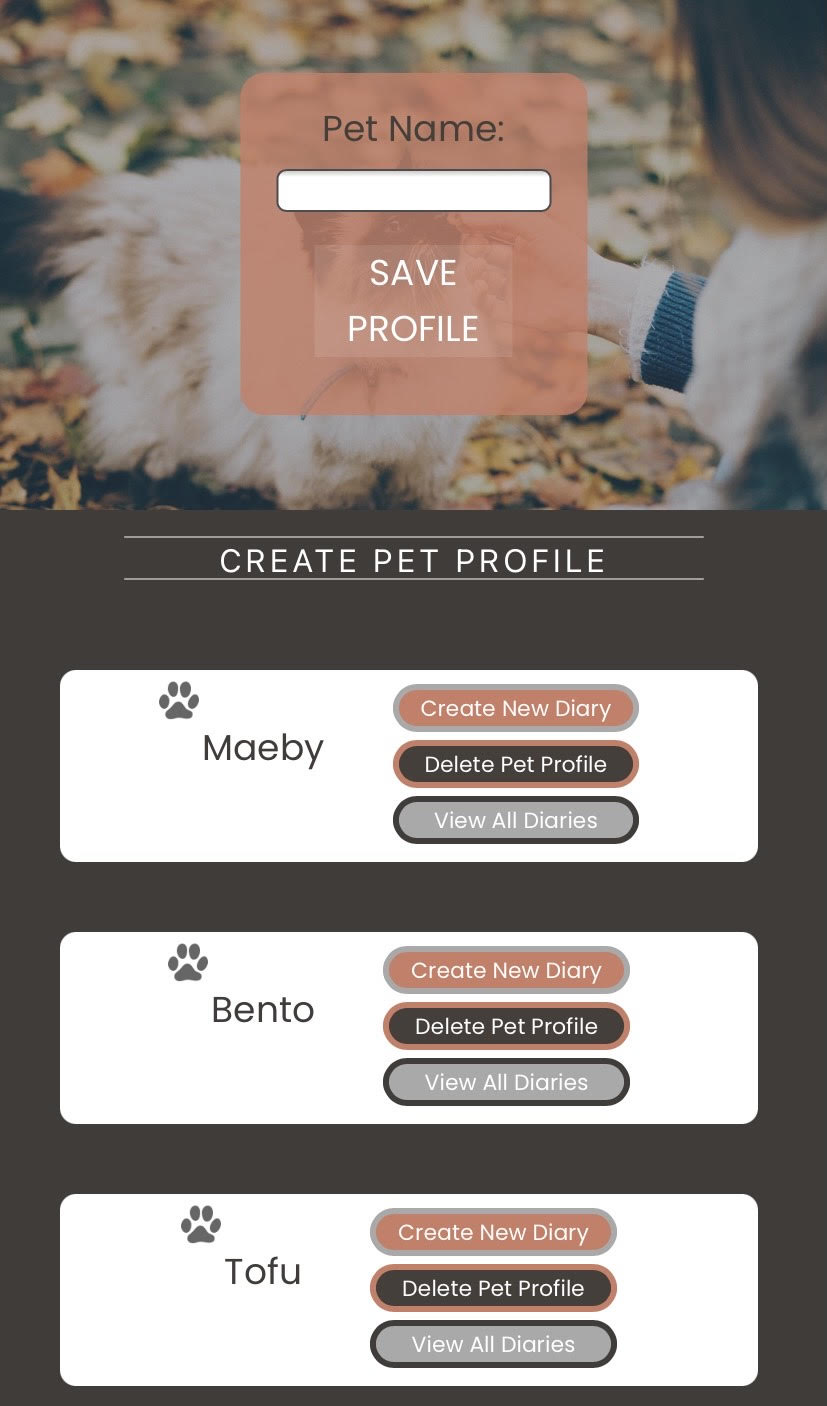 Pet Name:
SAVE
PROFILE
CREATE PET PROFILE
Maeby
Create New Diary
Delete Pet Profile
View All Diaries
Bento
Create New Diary
Delete Pet Profile
View All Diaries
Tofu
Create New Diary
Delete Pet Profile
View All Diaries